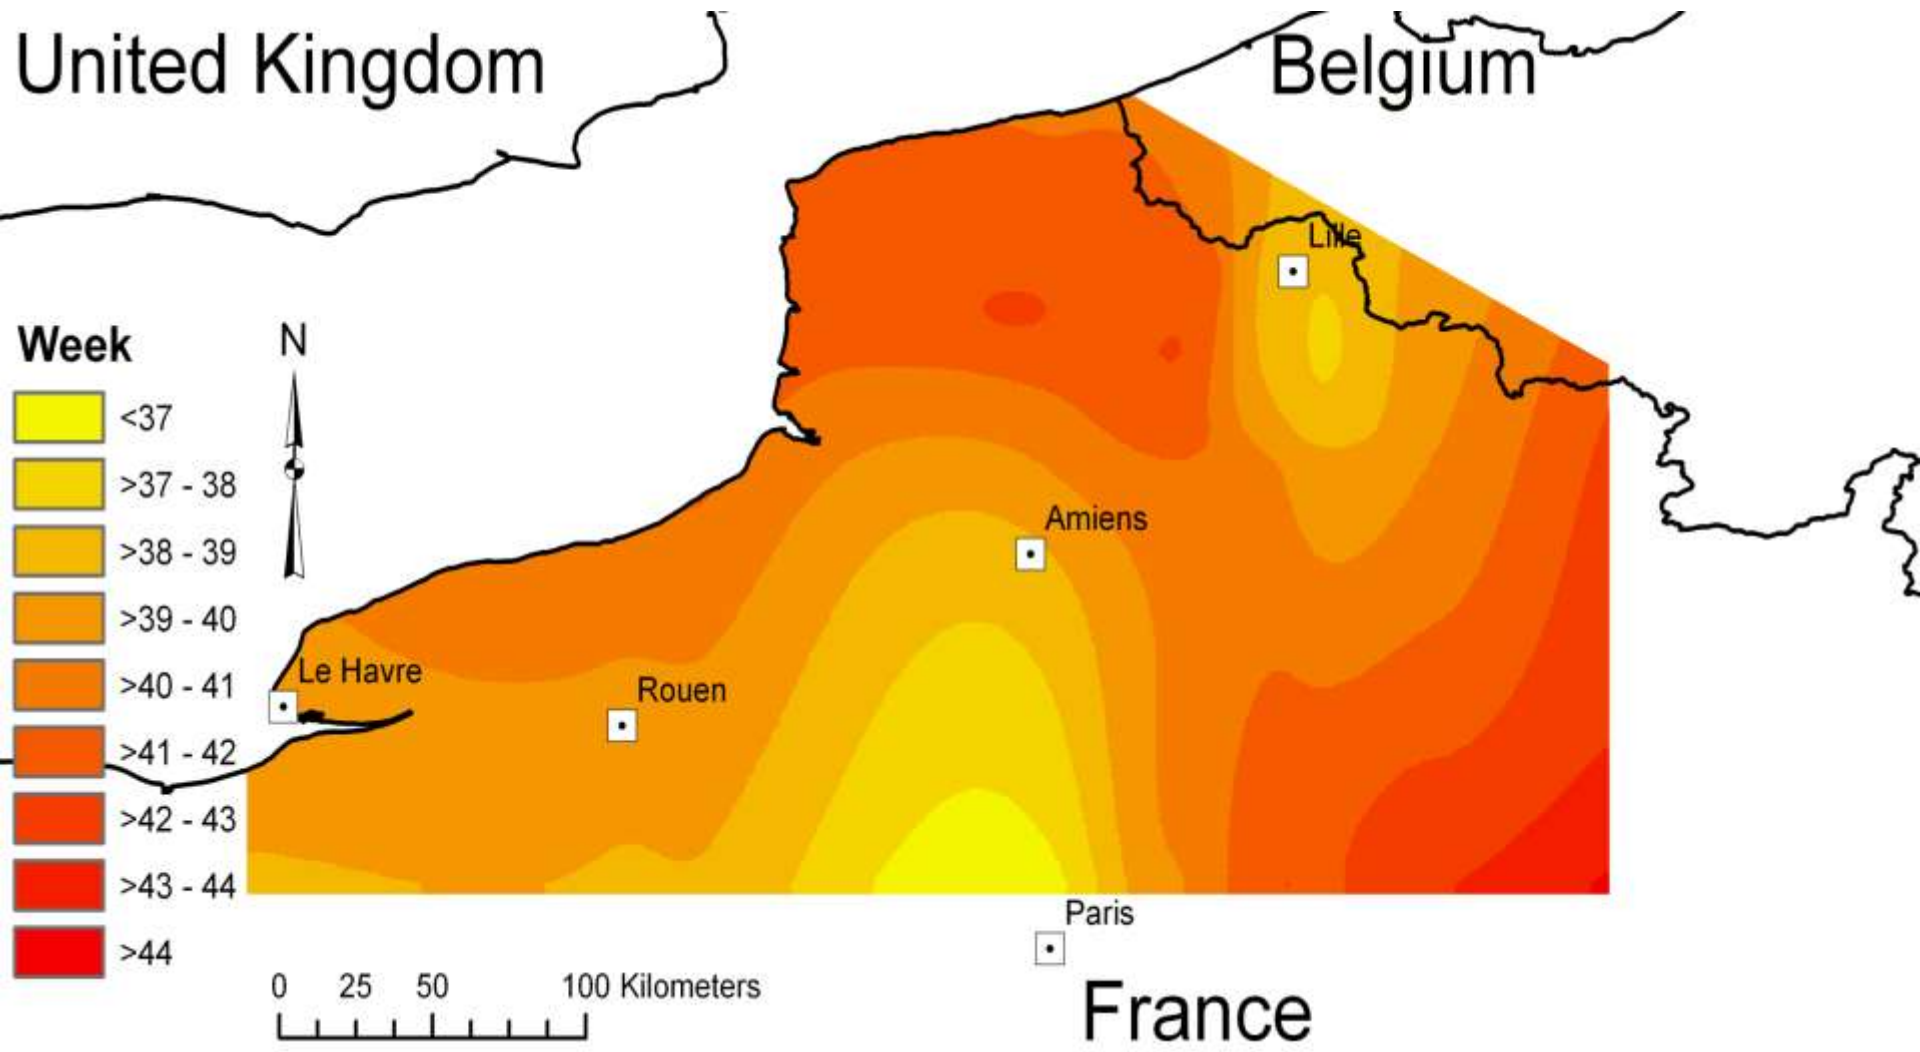 United Kingdom
Belgium
Lille
Week
N
<37
>37 - 38
>38 - 39
>39 - 40
>40 - 41
>41 - 42
>42 - 43
>43 - 44
>44
Amiens
Le Havre
Rouen
Paris
0 25 50 100 Kilometers
France